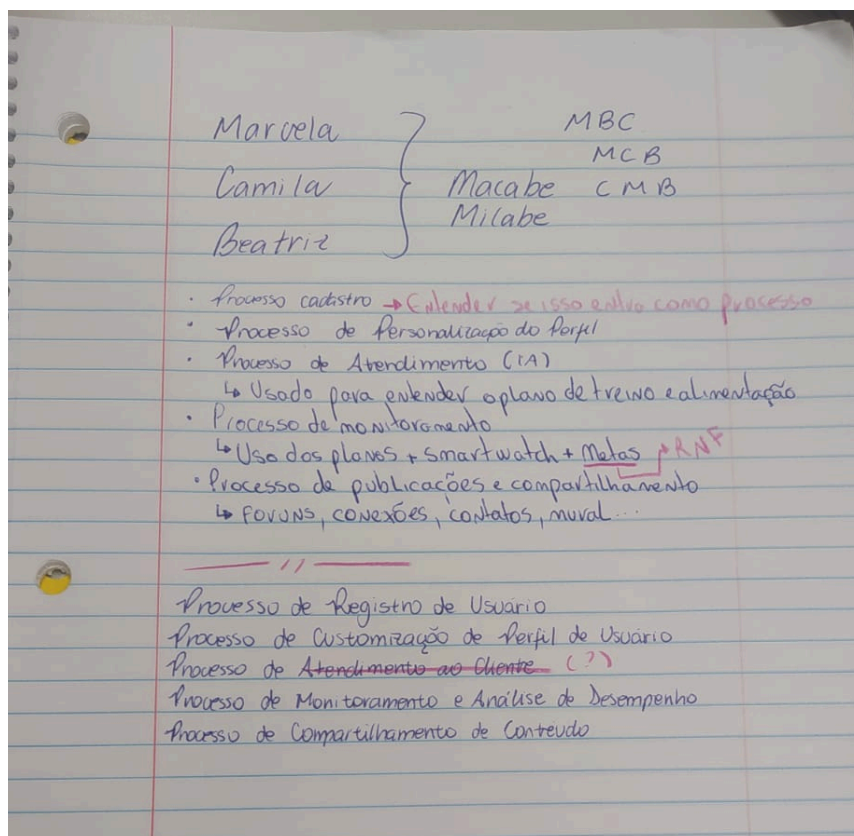 Marcela } MBC
MCB
Camila Macabe CMB
Milabe
Beatriz
· Processo cadastro → Entender se isso entra como processo
· Processo de Personalização do Perfil
· Processo de Atendimento (IA)
↳ Usado para entender o plano de treino e alimentação
· Processo de monitoramento
↳ Uso dos planos + Smartwatch + Metas → RNF
· Processo de publicações e compartilhamento
↳ FORUNS, CONEXÕES, contatos, mural...
— // —
Processo de Registro de Usuário
Processo de Customização de Perfil de Usuário
Processo de Atendimento ao Cliente (?)
Processo de Monitoramento e Análise de Desempenho
Processo de Compartilhamento de Conteudo